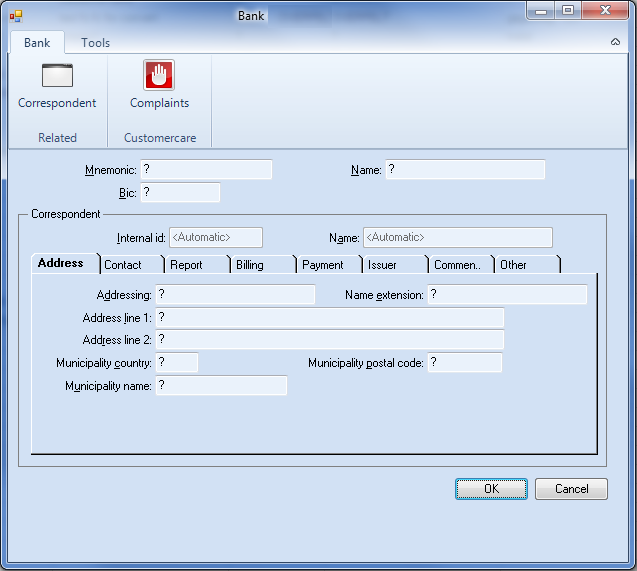 Bank
Bank Tools
Correspondent Complaints
Related Customercare
Mnemonic: ? Name: ?
Bic: ?
Correspondent
Internal id: <Automatic> Name: <Automatic>
Address Contact Report Billing Payment Issuer Commen.. Other
Addressing: ? Name extension: ?
Address line 1: ?
Address line 2: ?
Municipality country: ? Municipality postal code: ?
Municipality name: ?
OK Cancel